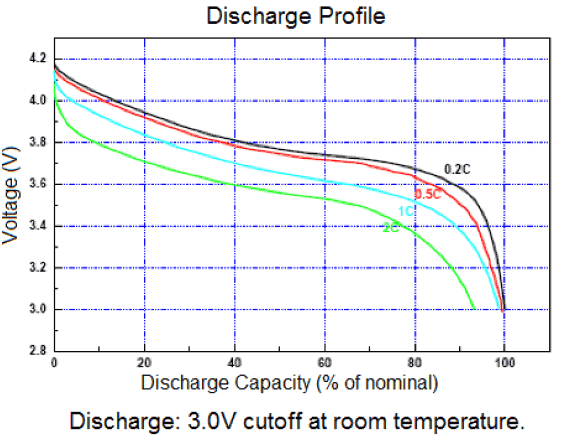 Discharge Profile
4.2
4.0
3.8
3.6
3.4
3.2
3.0
2.8
Voltage (V)
0.2C
0.5C
1C
2C
0 20 40 60 80 100
Discharge Capacity (% of nominal)
Discharge: 3.0V cutoff at room temperature.